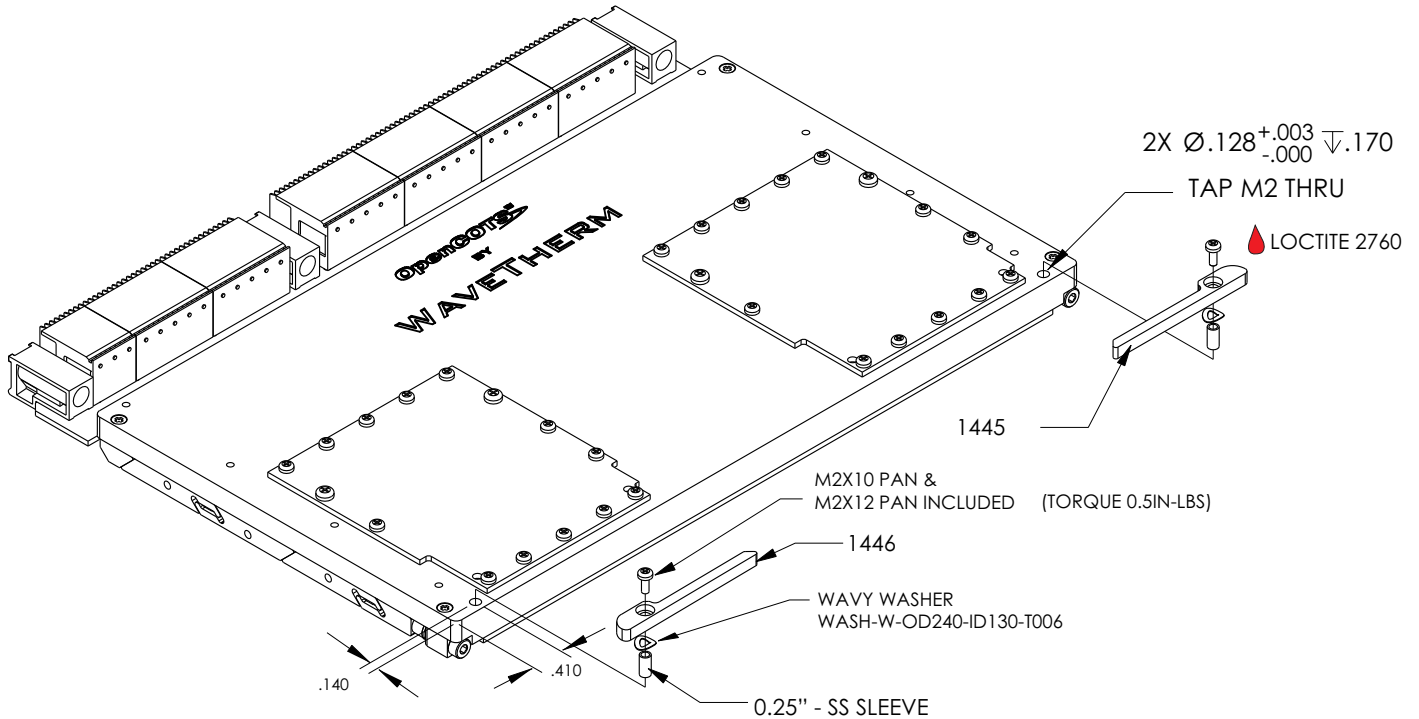 2X Ø.128 +.003 -.000 ↧.170
TAP M2 THRU
LOCTITE 2760
OpenCOTS™
BY
WAVETHERM
1445
M2X10 PAN &
M2X12 PAN INCLUDED (TORQUE 0.5IN-LBS)
1446
WAVY WASHER
WASH-W-OD240-ID130-T006
.410
.140
0.25” - SS SLEEVE